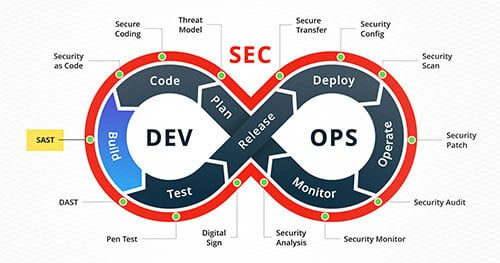 Secure
Coding
Threat
Model
Secure
Transfer
Security
Config
Security
as Code
SEC
Security
Scan
Code
Plan
Deploy
SAST
Build
DEV
Release
OPS
Operate
Security
Patch
Test
Monitor
DAST
Security Audit
Pen Test
Digital
Sign
Security
Analysis
Security Monitor